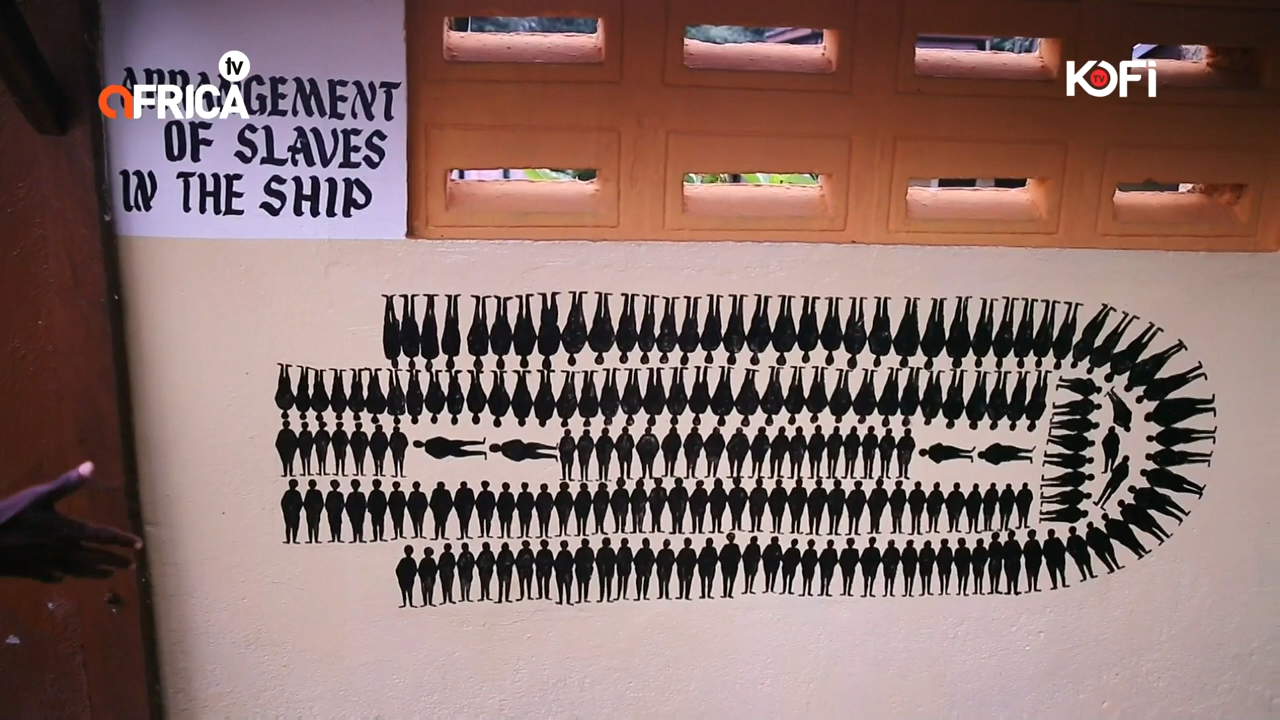 ARRANGEMENT
OF SLAVES
IN THE SHIP
tv
aFRICA
KOFi
TV